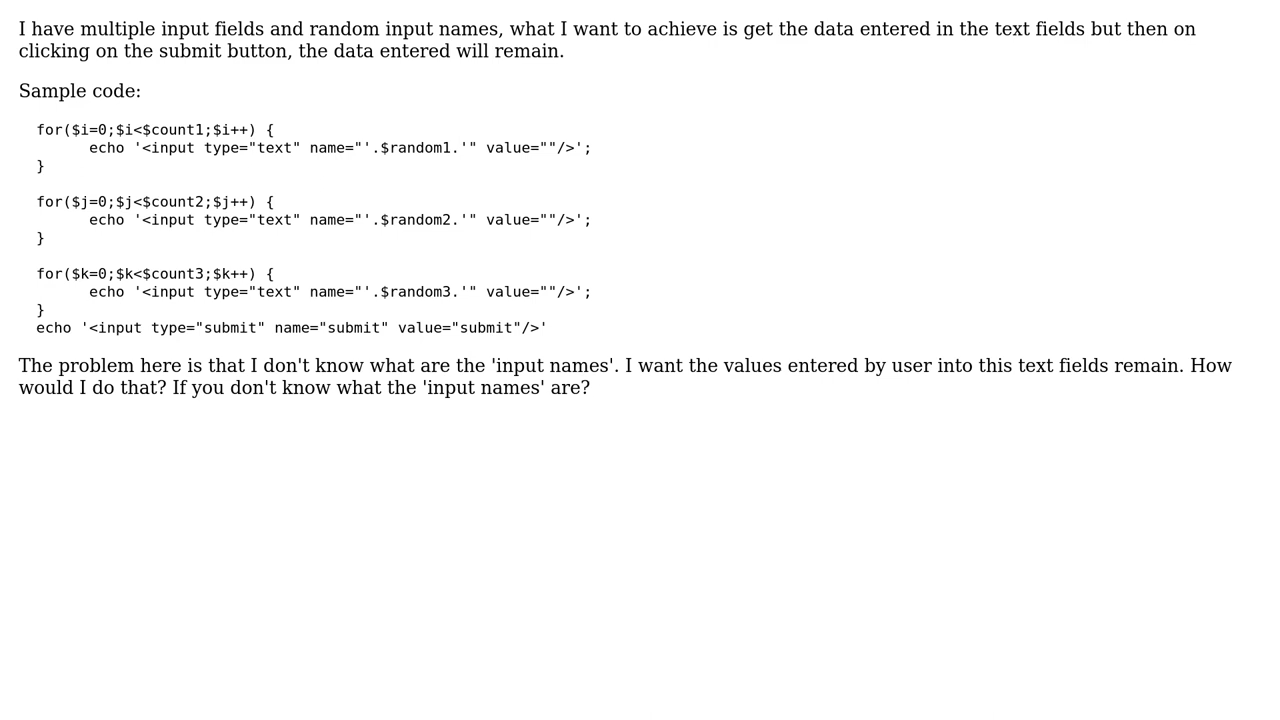 I have multiple input fields and random input names, what I want to achieve is get the data entered in the text fields but then on
clicking on the submit button, the data entered will remain.
Sample code:
for($i=0;$i<$count1;$i++) {
      echo '<input type="text" name="'.$random1.'" value=""/>';
}
for($j=0;$j<$count2;$j++) {
      echo '<input type="text" name="'.$random2.'" value=""/>';
}
for($k=0;$k<$count3;$k++) {
      echo '<input type="text" name="'.$random3.'" value=""/>';
}
echo '<input type="submit" name="submit" value="submit"/>'
The problem here is that I don't know what are the 'input names'. I want the values entered by user into this text fields remain. How
would I do that? If you don't know what the 'input names' are?